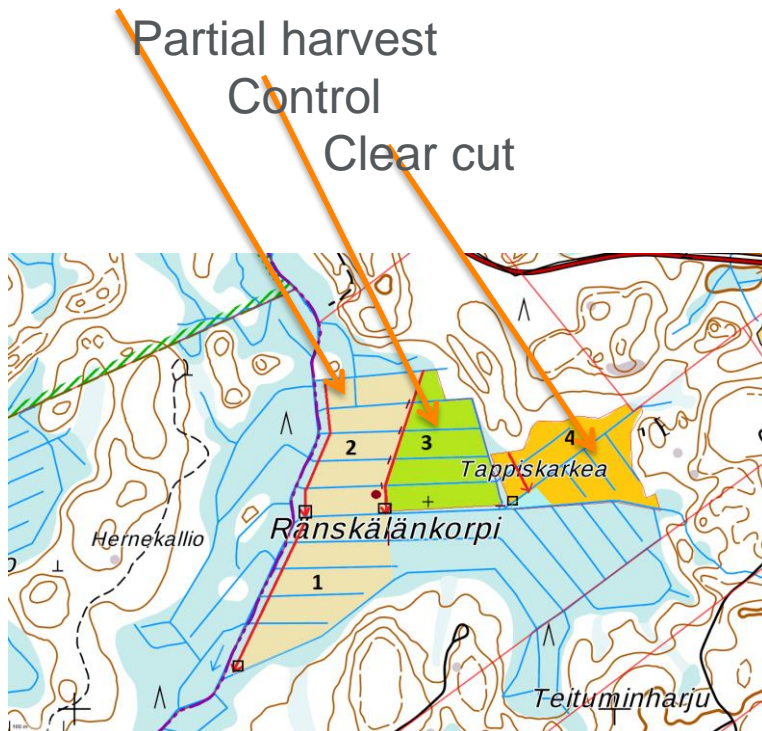 Partial harvest
Control
Clear cut
2
3
4
Tappiskarkea
Ränskälänkorpi
Hernekallio
1
Teituminharju